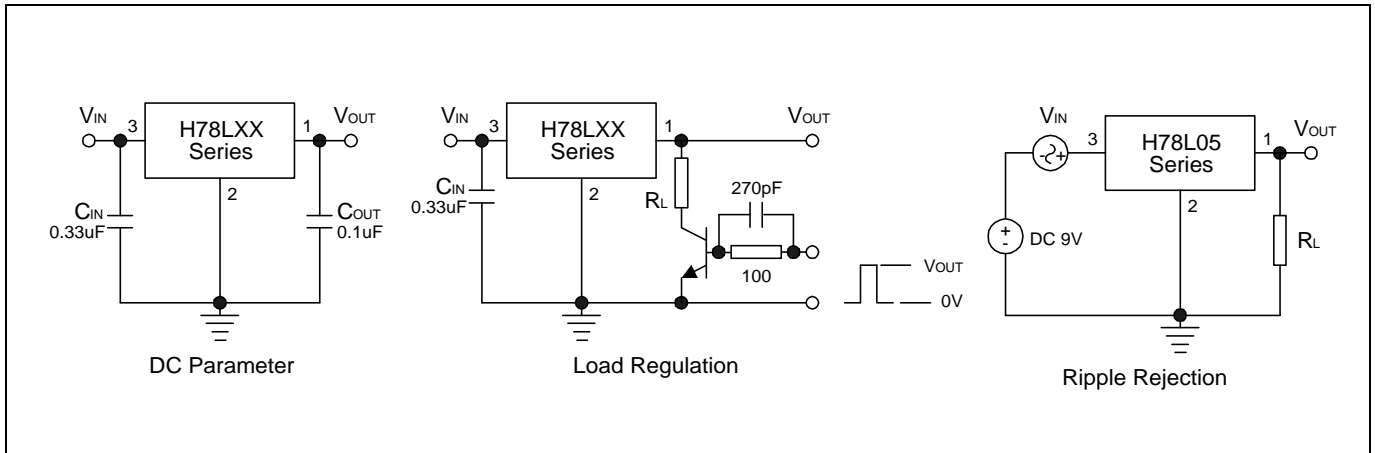 VIN
3
H78LXX
Series
1
VOUT
2
CIN
0.33uF
COUT
0.1uF
DC Parameter
VIN
3
H78LXX
Series
1
VOUT
2
CIN
0.33uF
RL
270pF
100
VOUT
0V
Load Regulation
VIN
3
H78L05
Series
1
VOUT
2
+
-
DC 9V
RL
Ripple Rejection